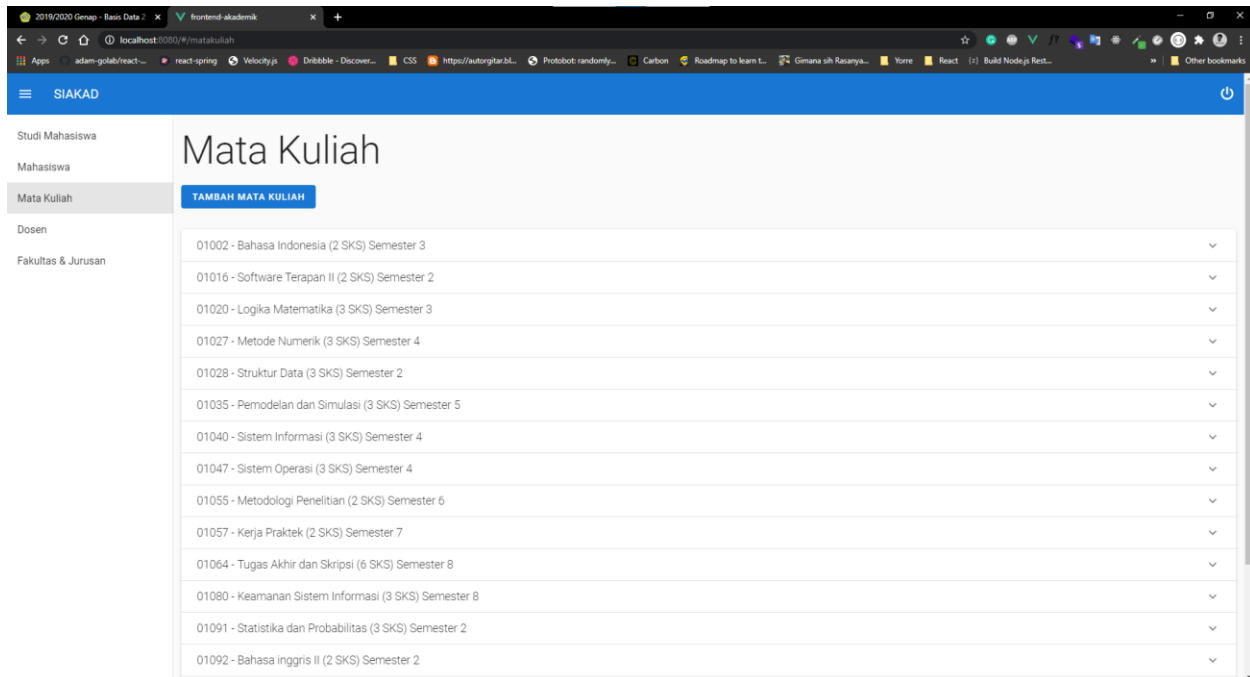 2019/2020 Genap - Basis Data 2
frontend-akademik
localhost:8080/#/matakuliah
Apps adam-golab/react-... react-spring Velocity.js Dribbble - Discover... CSS https://autorgitar.bl... Protobot: randomly... Carbon Roadmap to learn t... Gimana sih Rasanya... Yorre React Build Node.js Rest... » Other bookmarks
SIAKAD
Studi Mahasiswa
Mahasiswa
Mata Kuliah
Dosen
Fakultas & Jurusan
Mata Kuliah
TAMBAH MATA KULIAH
01002 - Bahasa Indonesia (2 SKS) Semester 3
01016 - Software Terapan II (2 SKS) Semester 2
01020 - Logika Matematika (3 SKS) Semester 3
01027 - Metode Numerik (3 SKS) Semester 4
01028 - Struktur Data (3 SKS) Semester 2
01035 - Pemodelan dan Simulasi (3 SKS) Semester 5
01040 - Sistem Informasi (3 SKS) Semester 4
01047 - Sistem Operasi (3 SKS) Semester 4
01055 - Metodologi Penelitian (2 SKS) Semester 6
01057 - Kerja Praktek (2 SKS) Semester 7
01064 - Tugas Akhir dan Skripsi (6 SKS) Semester 8
01080 - Keamanan Sistem Informasi (3 SKS) Semester 8
01091 - Statistika dan Probabilitas (3 SKS) Semester 2
01092 - Bahasa inggris II (2 SKS) Semester 2